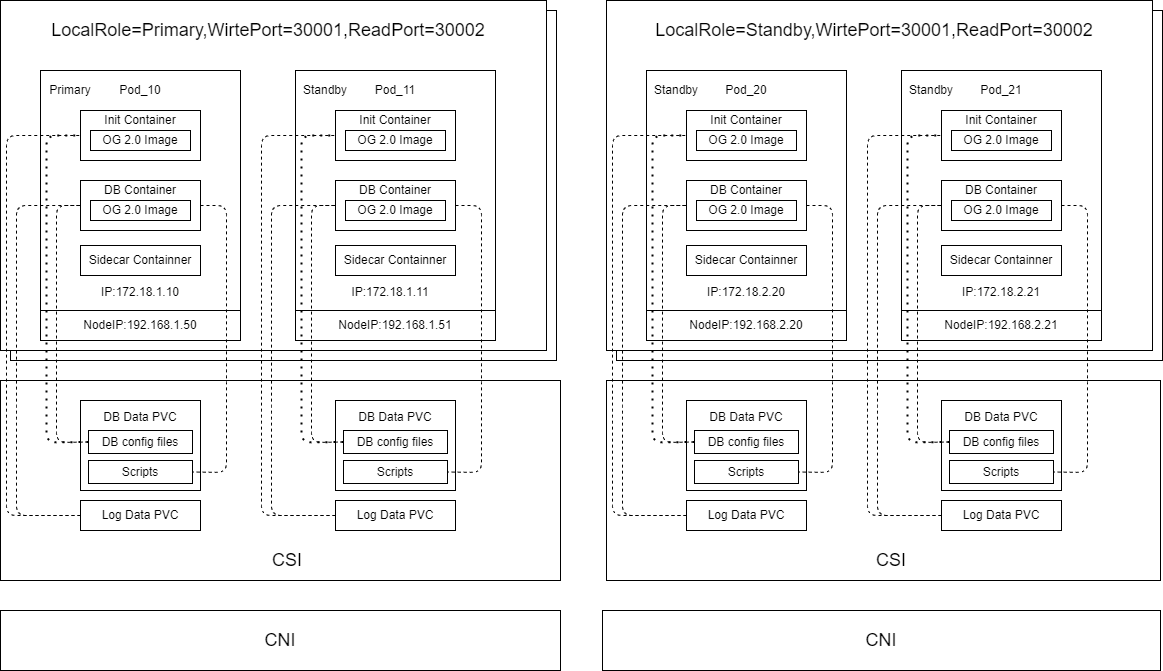 LocalRole=Primary,WirtePort=30001,ReadPort=30002
Primary
Pod_10
Init Container
OG 2.0 Image
DB Container
OG 2.0 Image
Sidecar Containner
IP:172.18.1.10
NodeIP:192.168.1.50
Standby
Pod_11
Init Container
OG 2.0 Image
DB Container
OG 2.0 Image
Sidecar Containner
IP:172.18.1.11
NodeIP:192.168.1.51
DB Data PVC
DB config files
Scripts
Log Data PVC
DB Data PVC
DB config files
Scripts
Log Data PVC
CSI
CNI
LocalRole=Standby,WirtePort=30001,ReadPort=30002
Standby
Pod_20
Init Container
OG 2.0 Image
DB Container
OG 2.0 Image
Sidecar Containner
IP:172.18.2.20
NodeIP:192.168.2.20
Standby
Pod_21
Init Container
OG 2.0 Image
DB Container
OG 2.0 Image
Sidecar Containner
IP:172.18.2.21
NodeIP:192.168.2.21
DB Data PVC
DB config files
Scripts
Log Data PVC
DB Data PVC
DB config files
Scripts
Log Data PVC
CSI
CNI